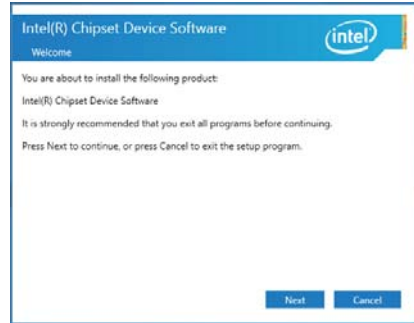 Intel(R) Chipset Device Software
intel
Welcome
You are about to install the following product:
Intel(R) Chipset Device Software
It is strongly recommended that you exit all programs before continuing.
Press Next to continue, or press Cancel to exit the setup program.
Next Cancel